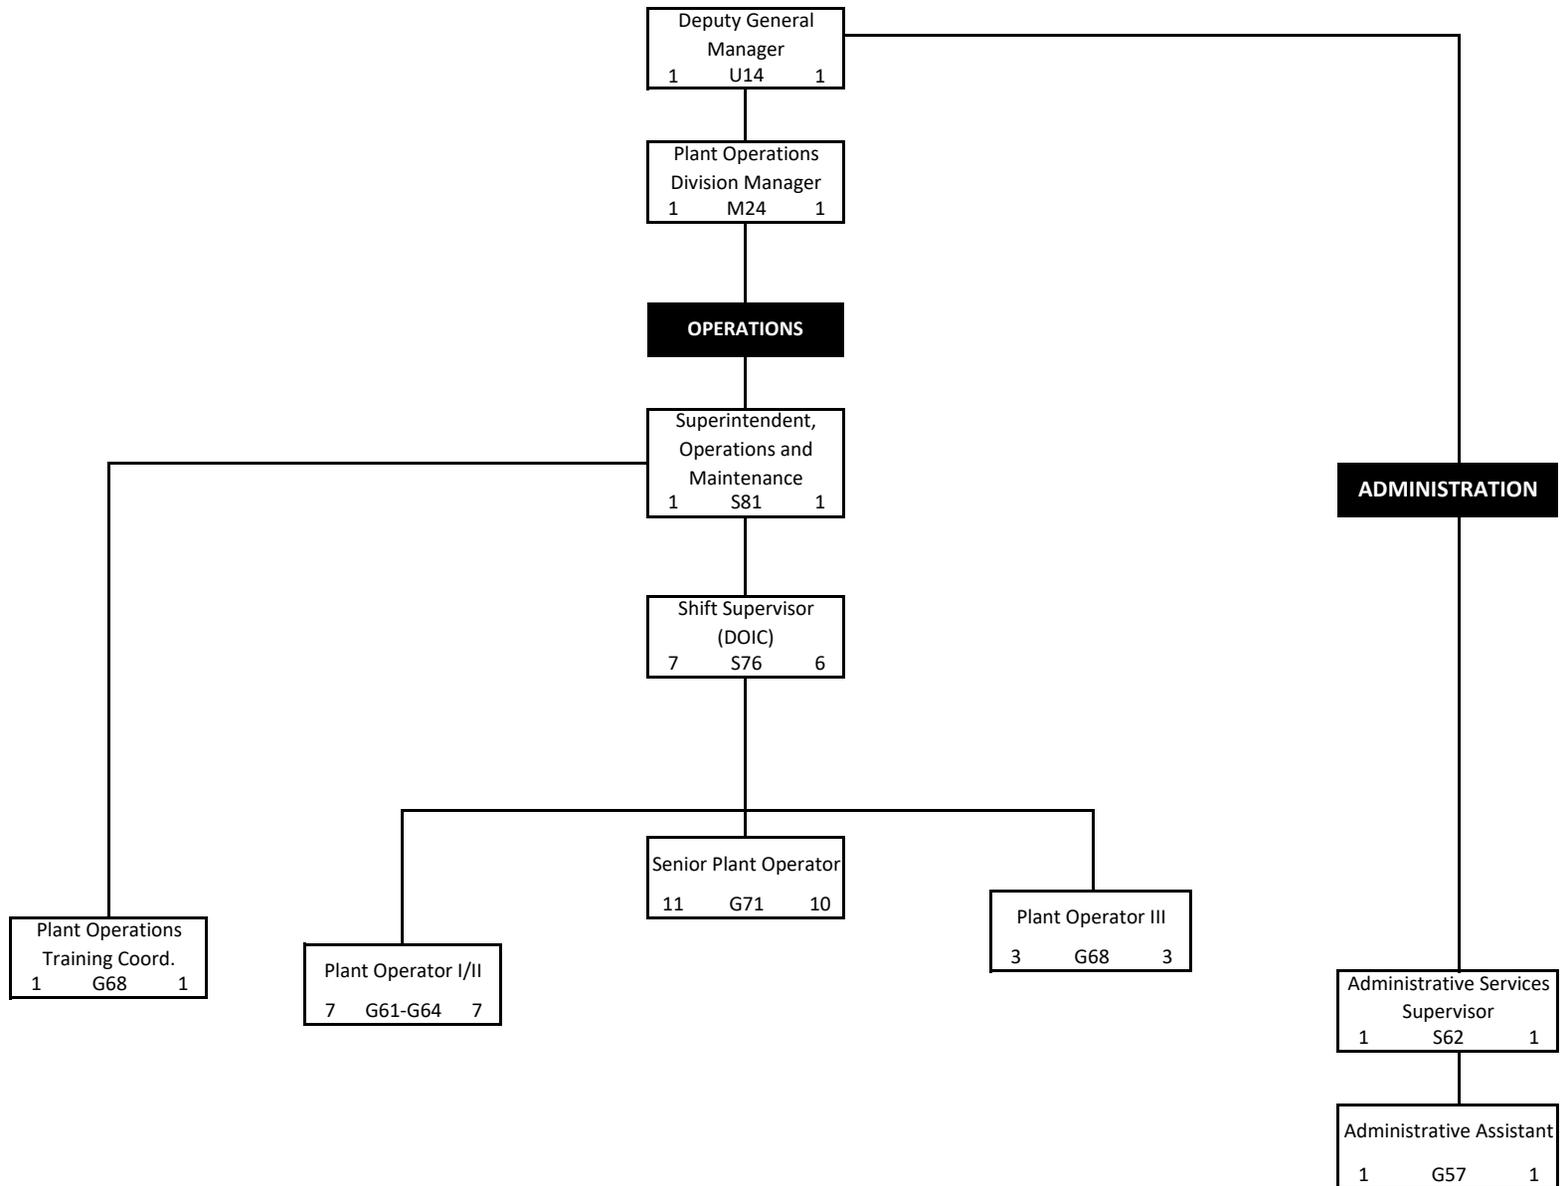 Deputy General
Manager
1 U14 1
Plant Operations
Division Manager
1 M24 1
OPERATIONS
Superintendent,
Operations and
Maintenance
1 S81 1
ADMINISTRATION
Shift Supervisor
(DOIC)
7 S76 6
Senior Plant Operator
11 G71 10
Plant Operator III
3 G68 3
Plant Operations
Training Coord.
1 G68 1
Plant Operator I/II
7 G61-G64 7
Administrative Services
Supervisor
1 S62 1
Administrative Assistant
1 G57 1